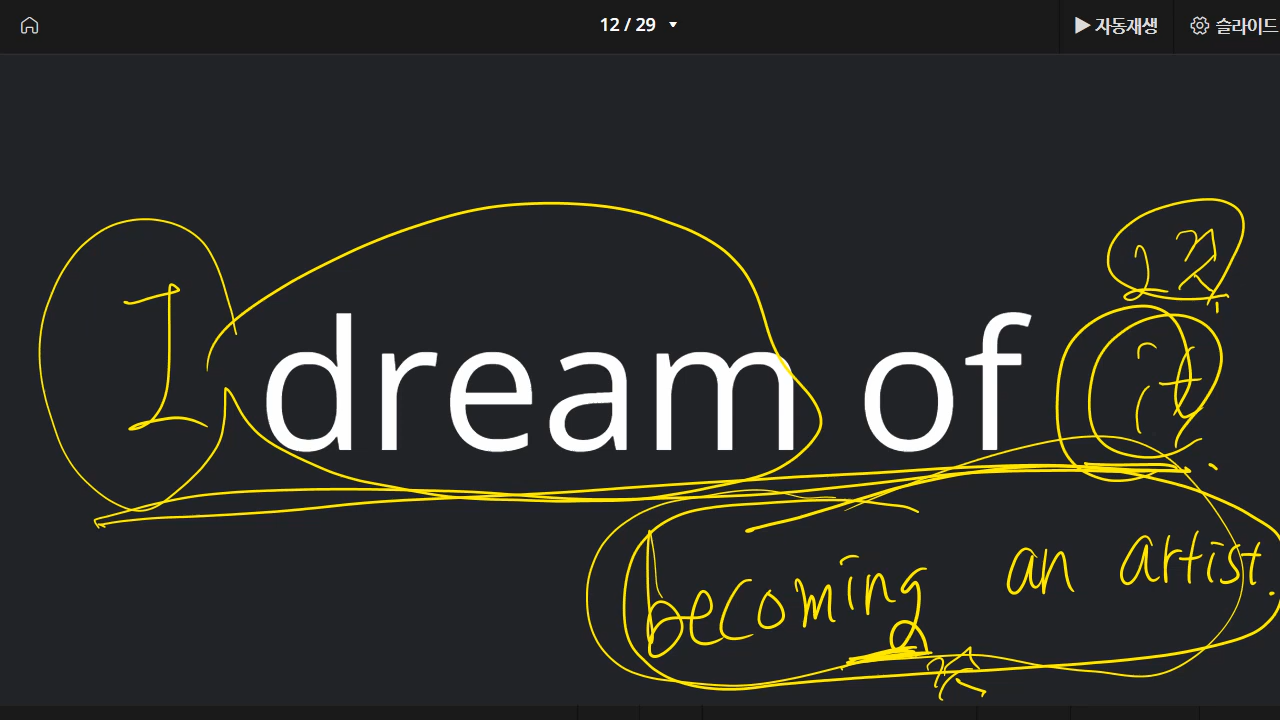 12 / 29
자동재생
슬라이드
I dream of it.
becoming an artist.